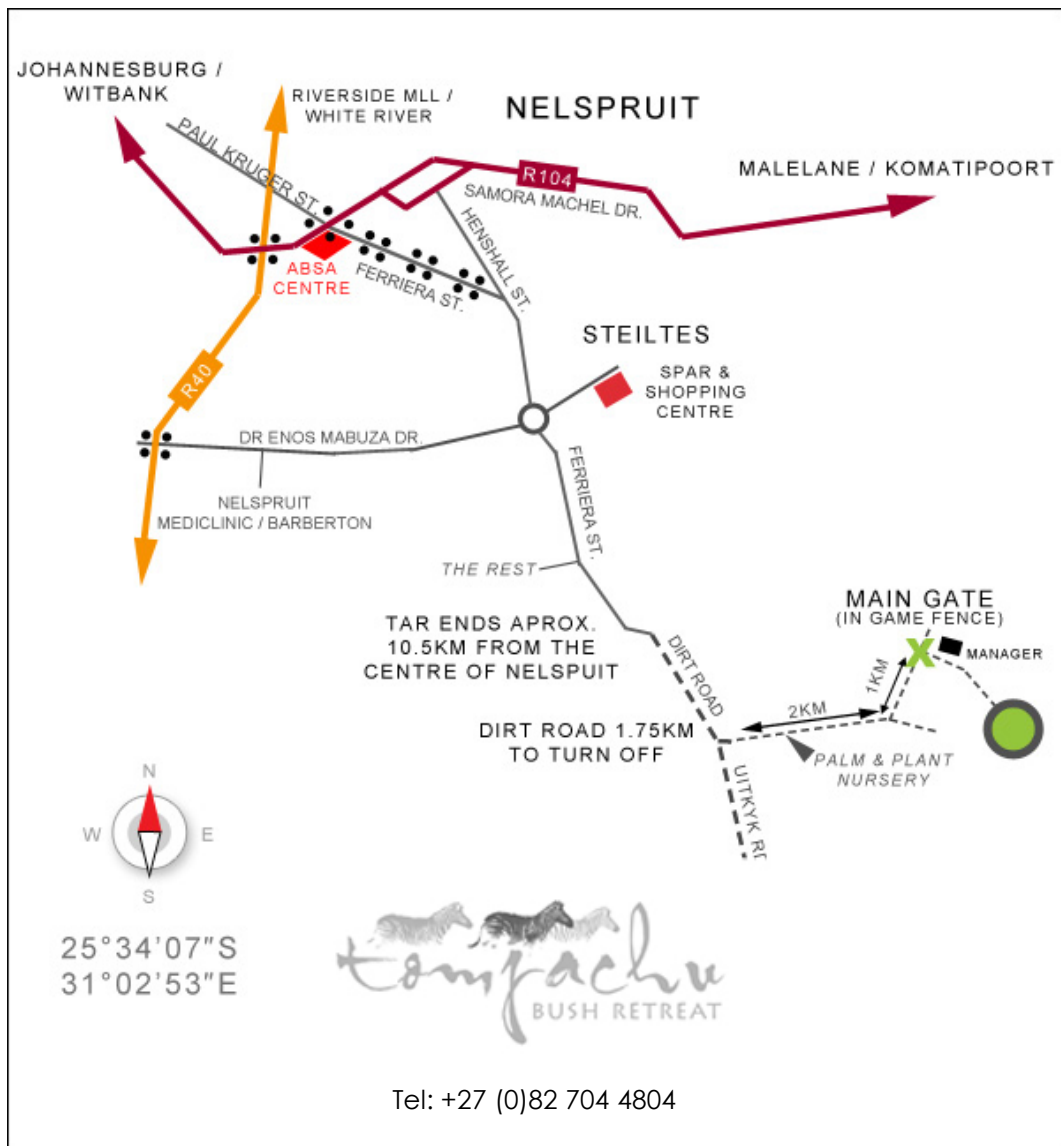 JOHANNESBURG /
WITBANK
RIVERSIDE MLL /
WHITE RIVER
NELSPRUIT
PAUL KRUGER ST.
R104
SAMORA MACHEL DR.
MALELANE / KOMATIPOORT
ABSA
CENTRE
FERRIERA ST.
HENSHALL ST.
STEILTES
SPAR &
SHOPPING
CENTRE
R40
DR ENOS MABUZA DR.
NELSPRUIT
MEDICLINIC / BARBERTON
FERRIERA ST.
THE REST
MAIN GATE
(IN GAME FENCE)
X
MANAGER
TAR ENDS APROX.
10.5KM FROM THE
CENTRE OF NELSPUIT
DIRT ROAD
1KM
2KM
DIRT ROAD 1.75KM
TO TURN OFF
PALM & PLANT
NURSERY
UITKYK
N
W
E
S
25°34'07"S
31°02'53"E
tomjachu
BUSH RETREAT
Tel: +27 (0)82 704 4804